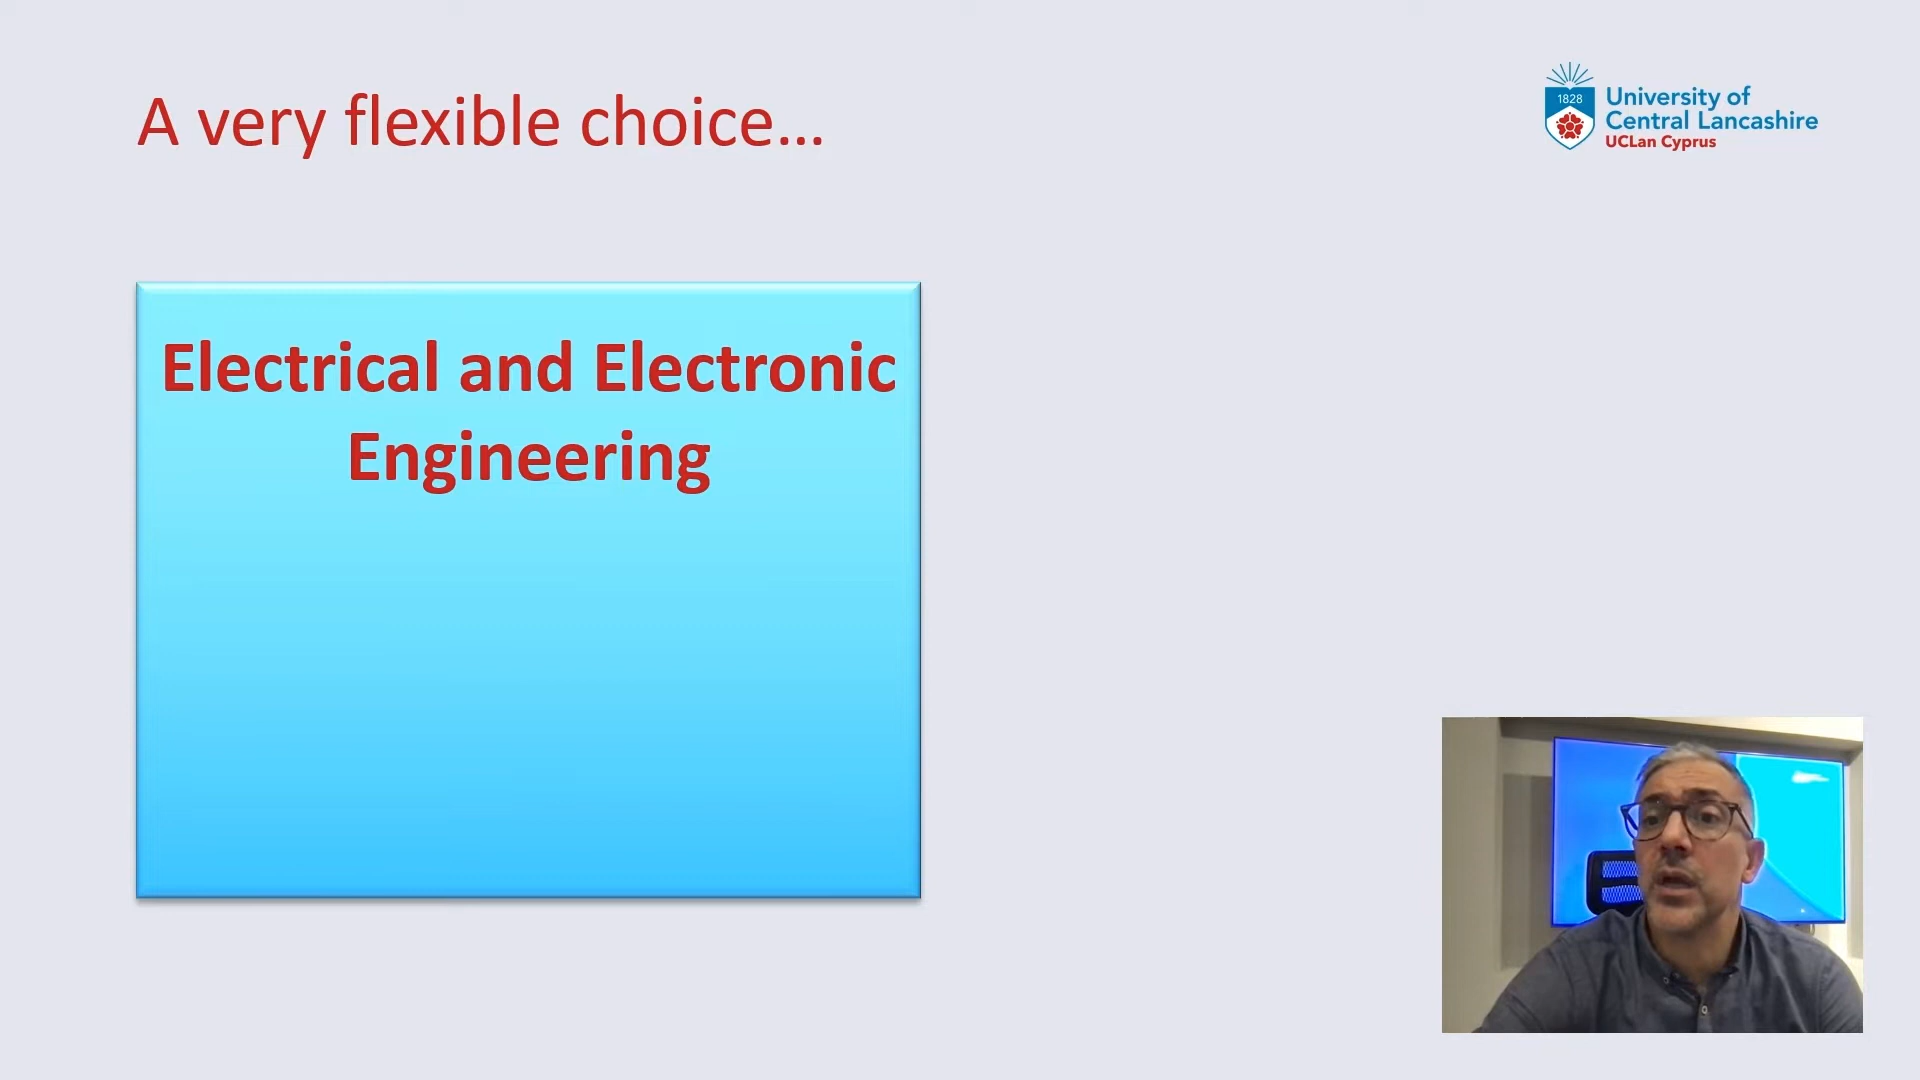 A very flexible choice...
1828
University of
Central Lancashire
UCLan Cyprus
Electrical and Electronic
Engineering